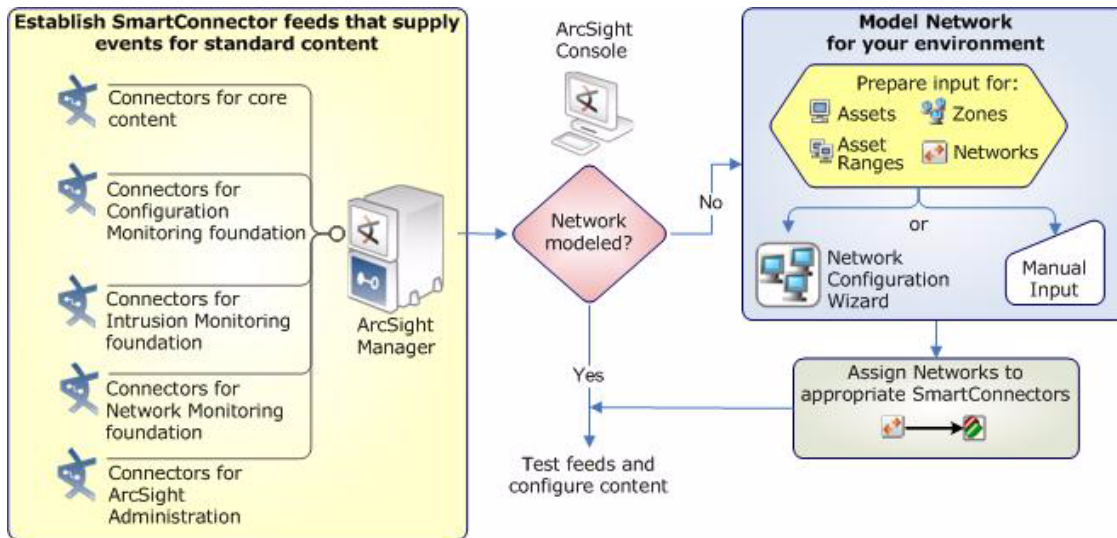 Establish SmartConnector feeds that supply
events for standard content
Connectors for core
content
Connectors for
Configuration
Monitoring foundation
Connectors for
Intrusion Monitoring
foundation
Connectors for
Network Monitoring
foundation
Connectors for
ArcSight
Administration
ArcSight
Manager
ArcSight
Console
Network
modeled?
No
Yes
Test feeds and
configure content
Model Network
for your environment
Prepare input for:
Assets
Zones
Asset
Ranges
Networks
or
Network
Configuration
Wizard
Manual
Input
Assign Networks to
appropriate SmartConnectors